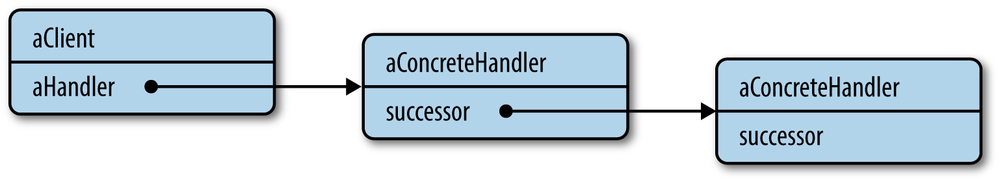 aClient
aHandler
aConcreteHandler
successor
aConcreteHandler
successor